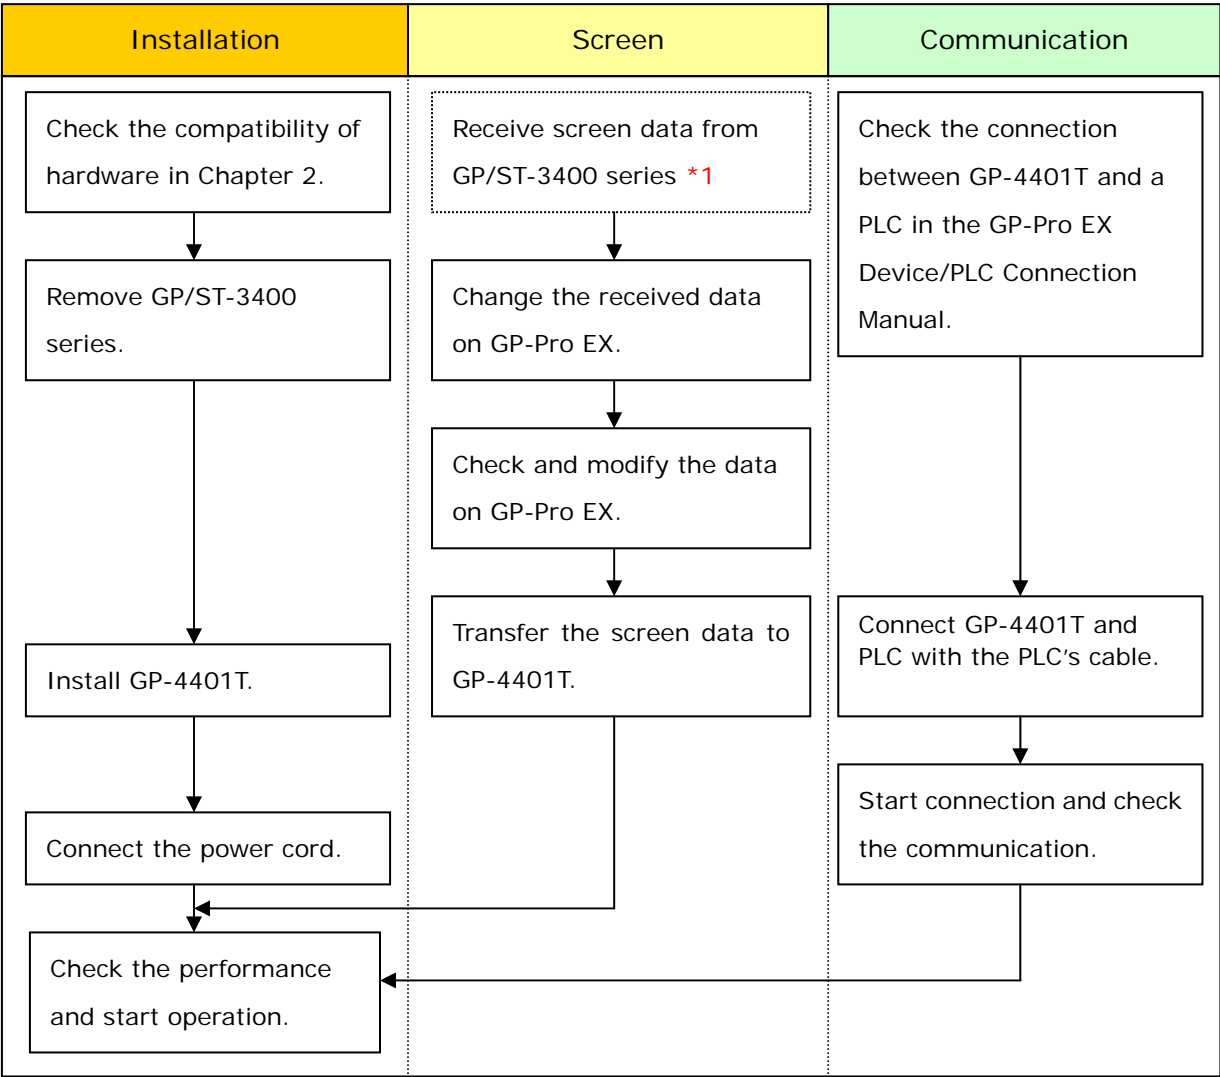 Installation
Screen
Communication
Check the compatibility of
hardware in Chapter 2.
Remove GP/ST-3400
series.
Install GP-4401T.
Connect the power cord.
Check the performance
and start operation.
Receive screen data from
GP/ST-3400 series *1
Change the received data
on GP-Pro EX.
Check and modify the data
on GP-Pro EX.
Transfer the screen data to
GP-4401T.
Check the connection
between GP-4401T and a
PLC in the GP-Pro EX
Device/PLC Connection
Manual.
Connect GP-4401T and
PLC with the PLC’s cable.
Start connection and check
the communication.